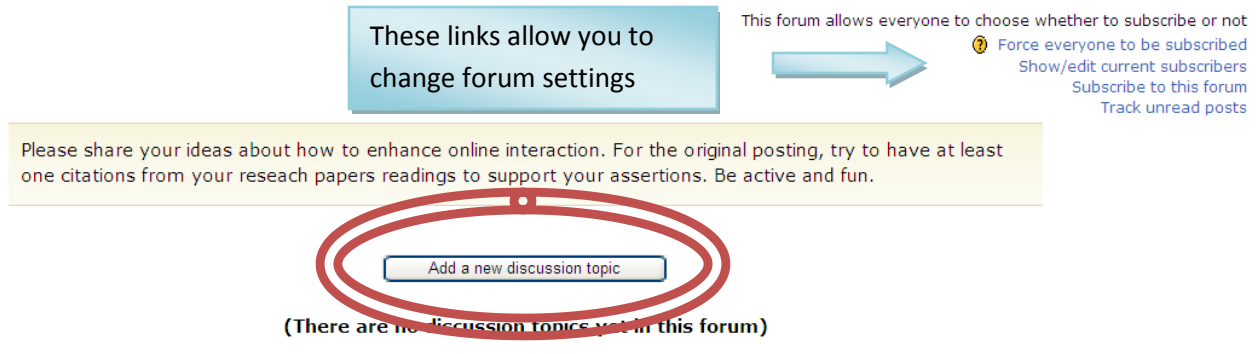 These links allow you to
change forum settings
This forum allows everyone to choose whether to subscribe or not
Force everyone to be subscribed
Show/edit current subscribers
Subscribe to this forum
Track unread posts
Please share your ideas about how to enhance online interaction. For the original posting, try to have at least
one citations from your reseach papers readings to support your assertions. Be active and fun.
Add a new discussion topic
(There are no discussion topics yet in this forum)